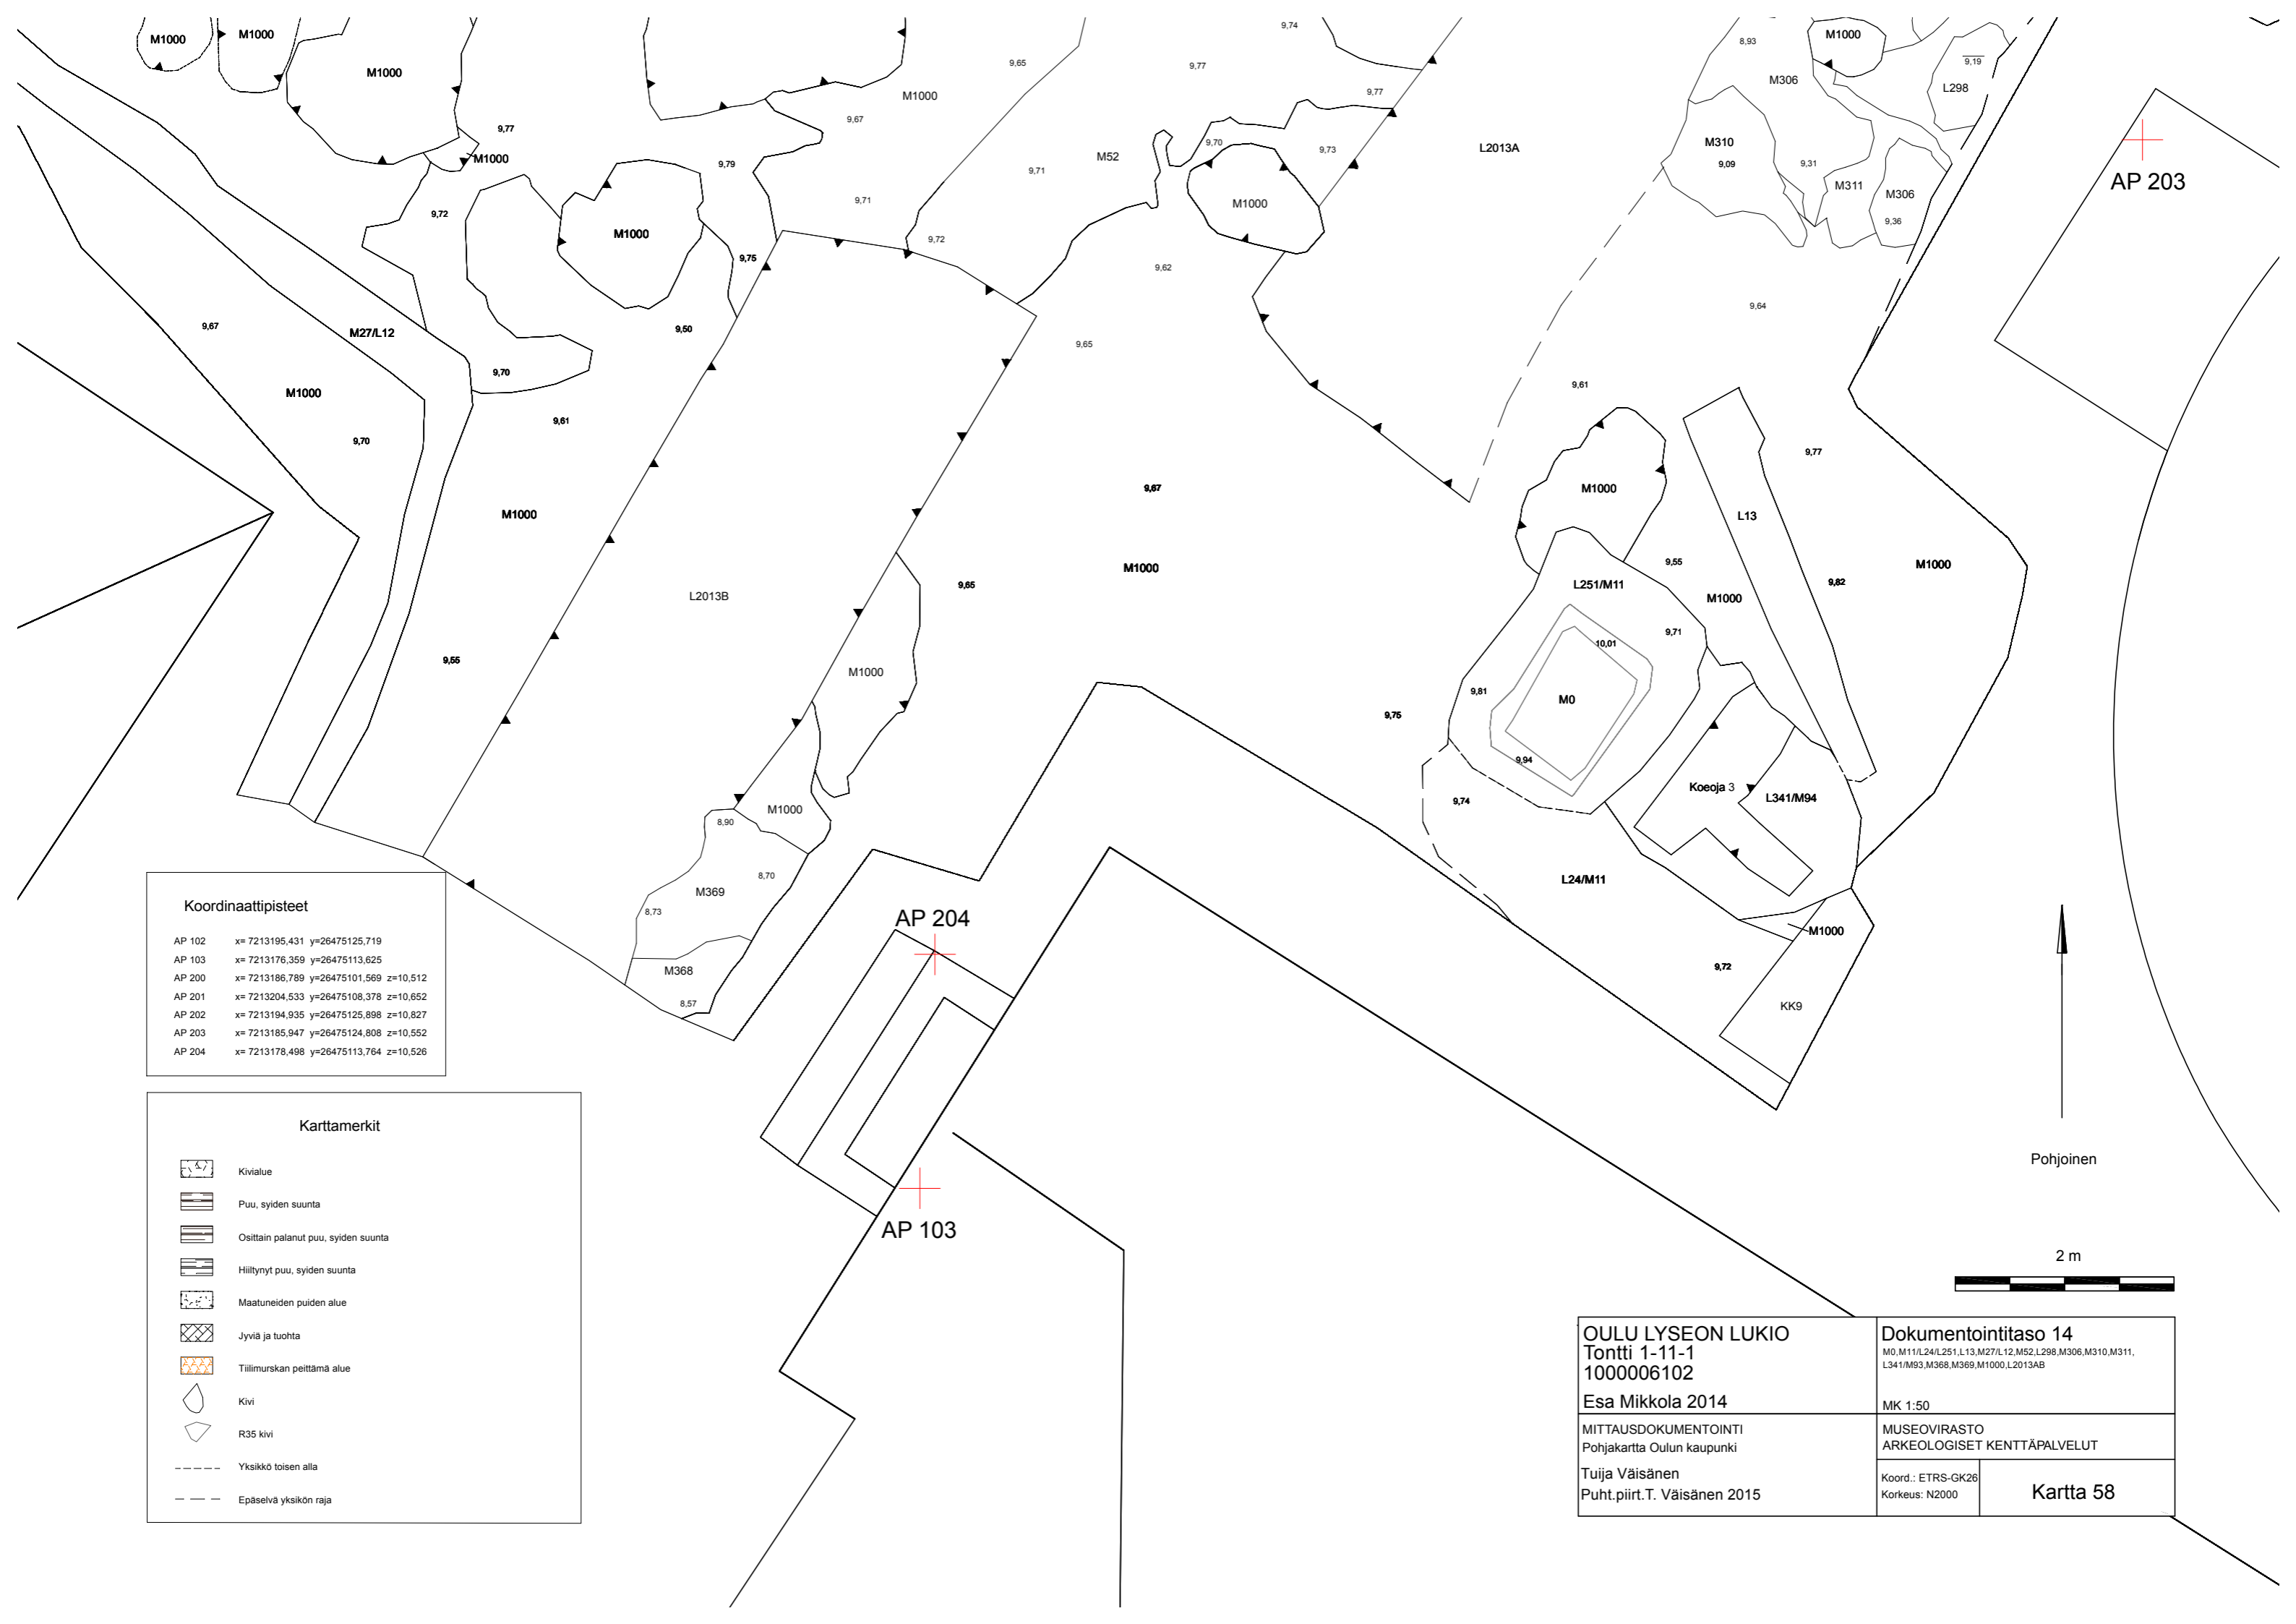 M1000
M1000
M1000
9,77
M1000
9,72
M1000
9,79
9,75
9,50
9,70
9,61
9,67
M27/L12
M1000
9,70
M1000
9,55
9,65
M1000
9,67
9,71
9,72
9,74
9,77
9,77
M52
9,71
9,70
9,73
M1000
9,62
9,65
L2013A
8,93
M1000
M306
9,19
L298
M310
9,09
9,31
M311
M306
9,36
AP 203
9,64
9,61
9,77
M1000
L13
9,67
M1000
9,65
L2013B
M1000
9,55
M1000
9,82
M1000
L251/M11
9,71
10,01
9,81
M0
9,94
9,75
9,74
Koeoja 3
L341/M94
L24/M11
M1000
9,72
KK9
M1000
8,90
8,70
M369
8,73
M368
8,57
AP 204
AP 103
Koordinaattipisteet
AP 102 x= 7213195,431 y=26475125,719
AP 103 x= 7213176,359 y=26475113,625
AP 200 x= 7213186,789 y=26475101,569 z=10,512
AP 201 x= 7213204,533 y=26475108,378 z=10,652
AP 202 x= 7213194,935 y=26475125,898 z=10,827
AP 203 x= 7213185,947 y=26475124,808 z=10,552
AP 204 x= 7213178,498 y=26475113,764 z=10,526
Karttamerkit
Kivialue
Puu, syiden suunta
Osittain palanut puu, syiden suunta
Hiiltynyt puu, syiden suunta
Maatuneiden puiden alue
Jyviä ja tuohta
Tiilimurskan peittämä alue
Kivi
R35 kivi
Yksikkö toisen alla
Epäselvä yksikön raja
Pohjoinen
2 m
OULU LYSEON LUKIO
Tontti 1-11-1
1000006102
Esa Mikkola 2014
Dokumentointitaso 14
M0,M11/L24/L251,L13,M27/L12,M52,L298,M306,M310,M311,
L341/M93,M368,M369,M1000,L2013AB
MK 1:50
MITTAUSDOKUMENTOINTI
Pohjakartta Oulun kaupunki
Tuija Väisänen
Puht.piirt.T. Väisänen 2015
MUSEOVIRASTO
ARKEOLOGISET KENTTÄPALVELUT
Koord.: ETRS-GK26
Korkeus: N2000
Kartta 58